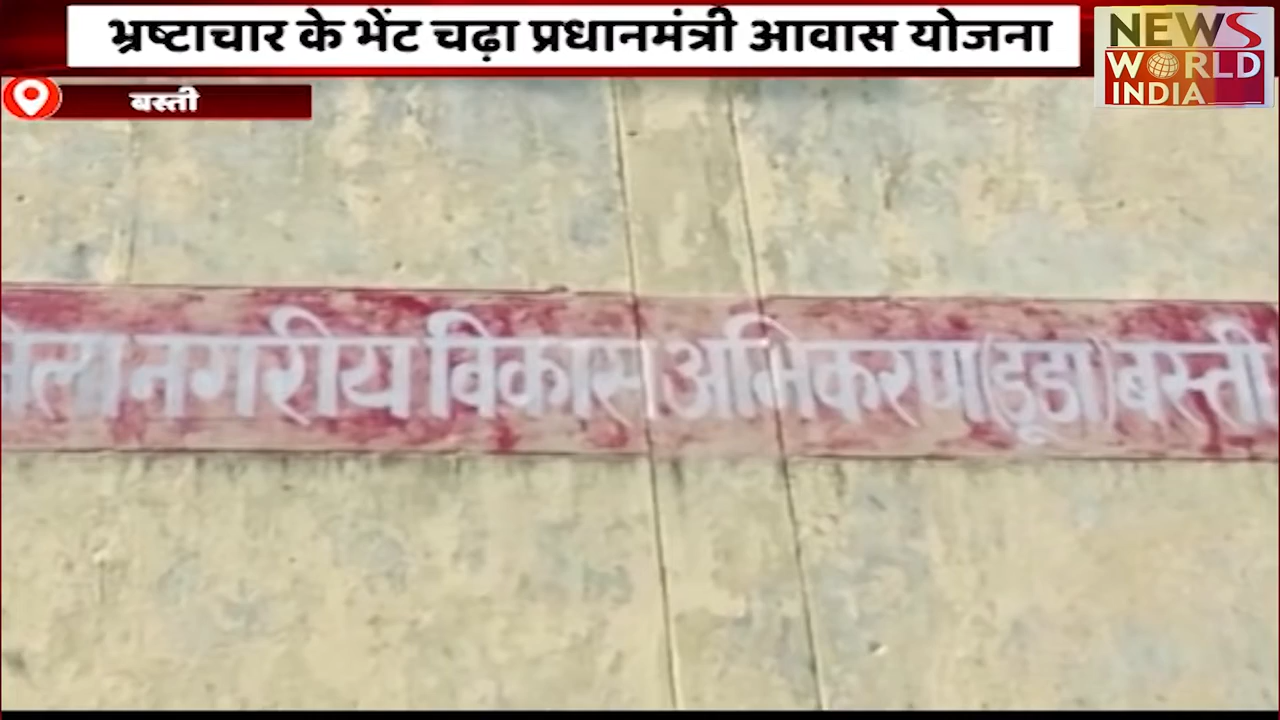 भ्रष्टाचार के भेंट चढ़ा प्रधानमंत्री आवास योजना
NEWS
WORLD
INDIA
बस्ती
नगरीय विकास अभिकरण (डूडा) बस्ती